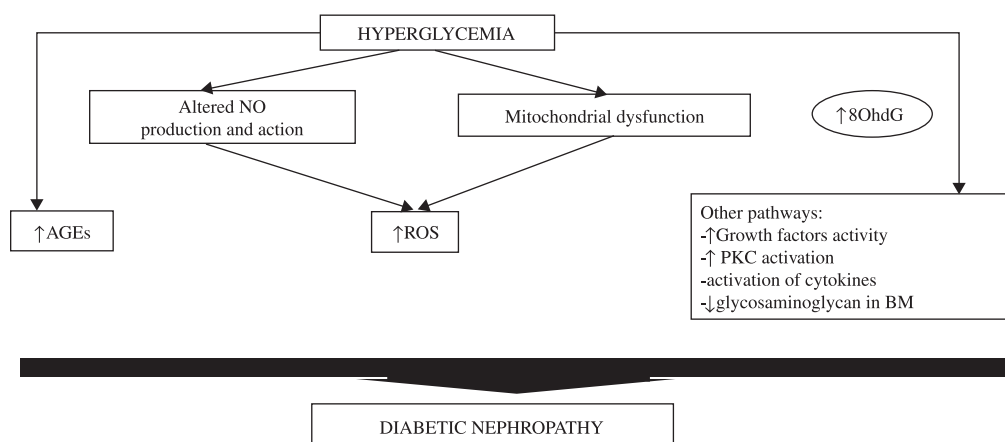 HYPERGLYCEMIA
Altered NO
production and action
Mitochondrial dysfunction
↑8OhdG
↑AGEs
↑ROS
Other pathways:
-↑Growth factors activity
-↑ PKC activation
-activation of cytokines
-↓glycosaminoglycan in BM
DIABETIC NEPHROPATHY